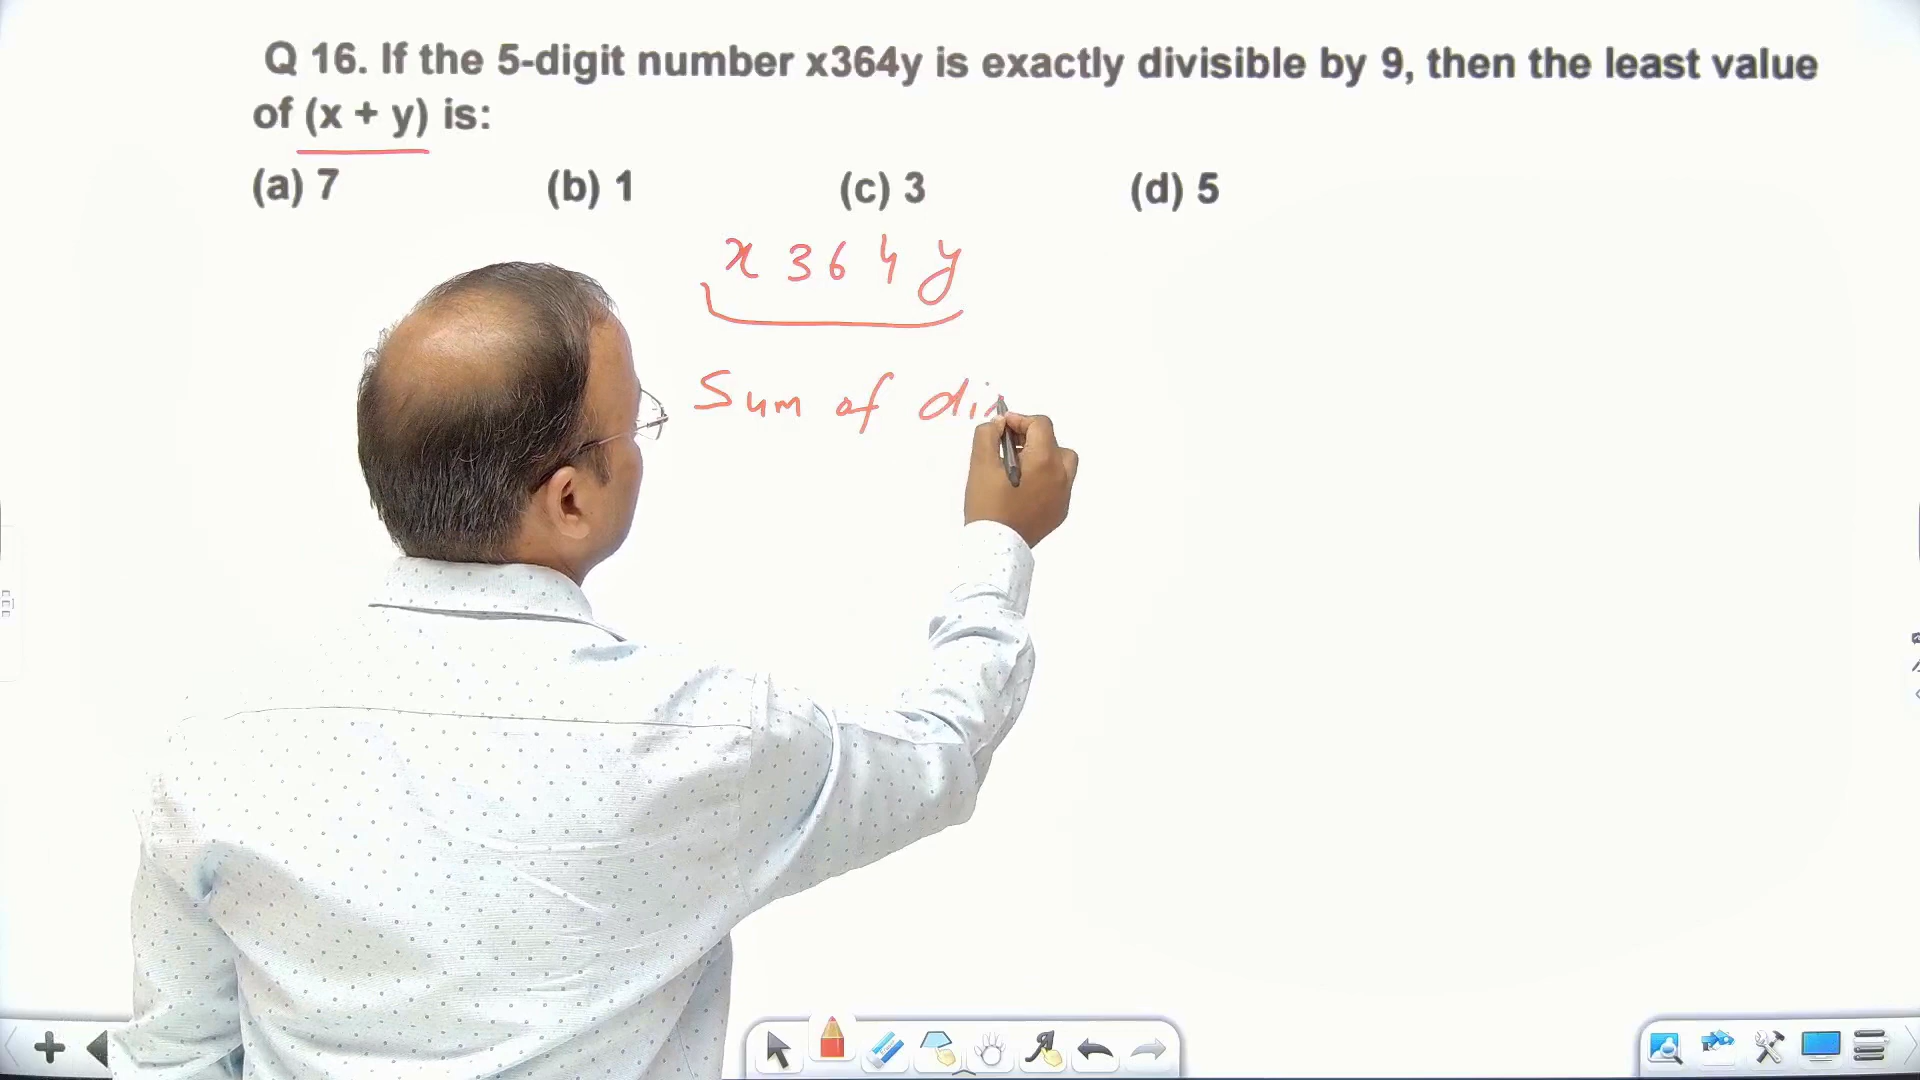 Q 16. If the 5-digit number x364y is exactly divisible by 9, then the least value
of (x + y) is:
(a) 7 (b) 1 (c) 3 (d) 5
x 3 6 4 y
Sum of di